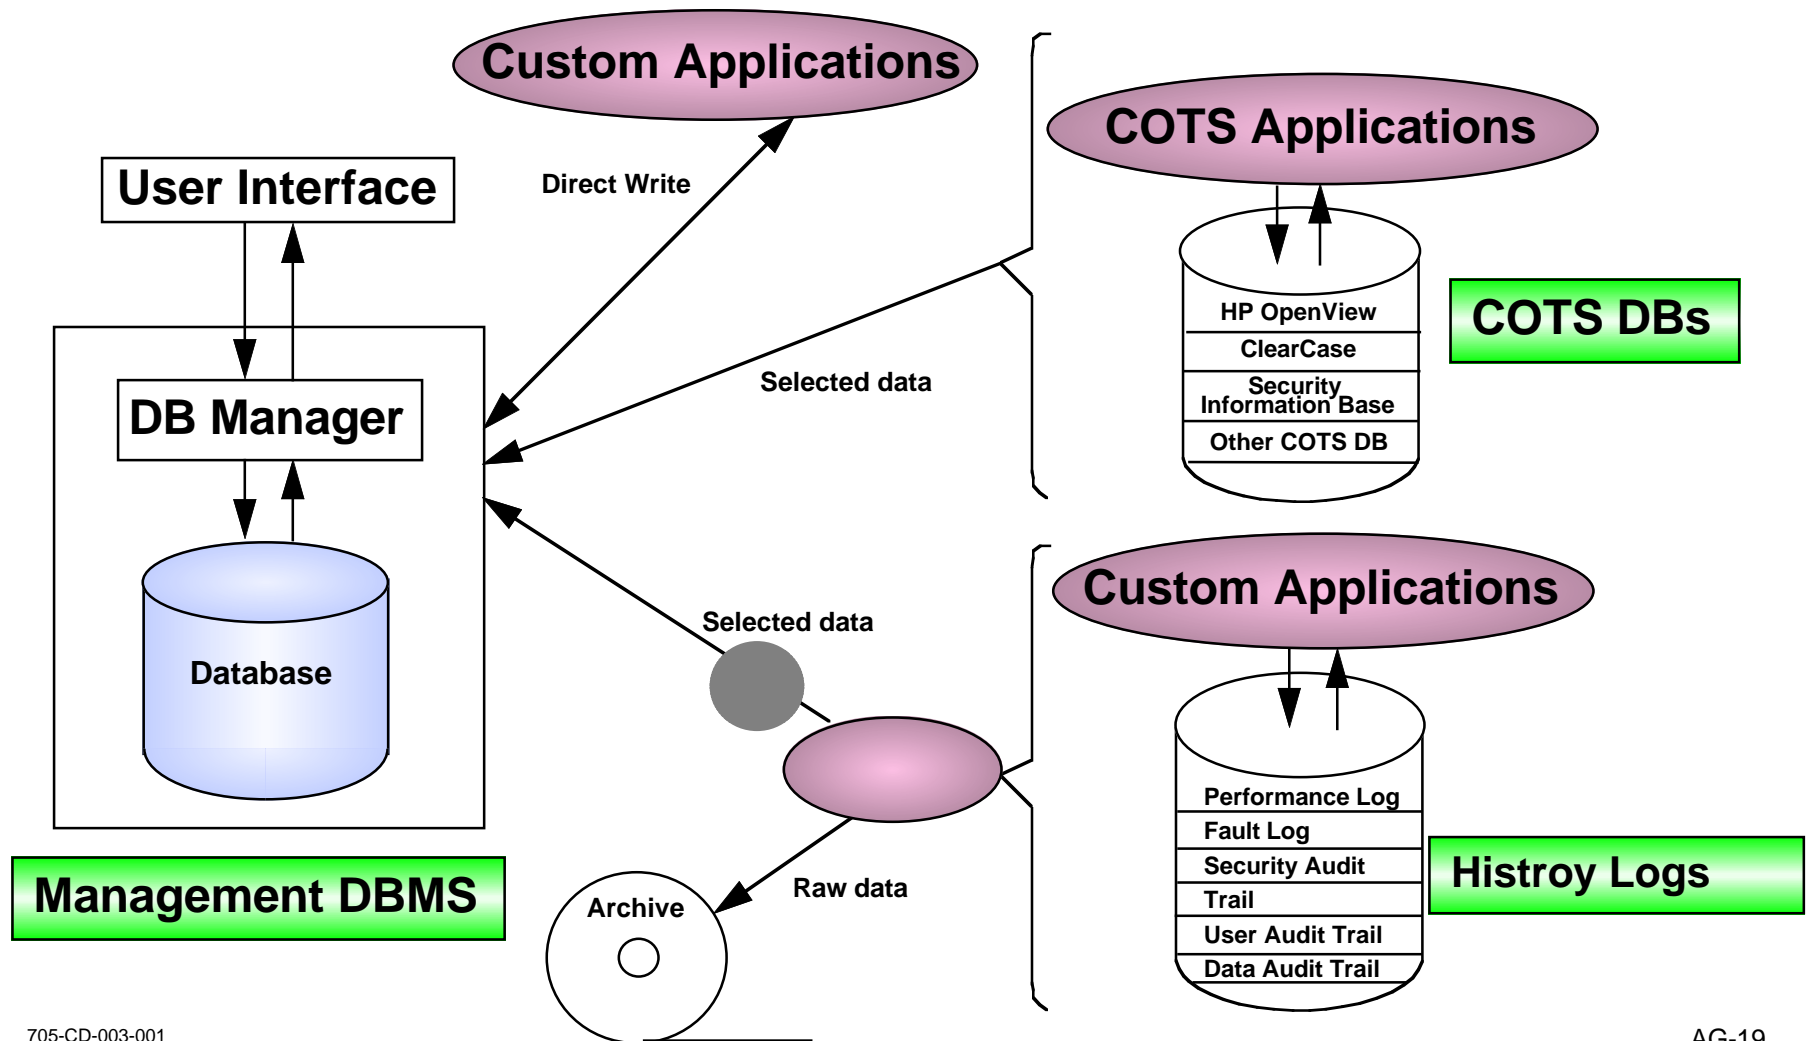 Custom Applications
COTS Applications
User Interface
Direct Write
HP OpenView
ClearCase
Security
Information Base
Other COTS DB
COTS DBs
Selected data
DB Manager
Database
Management DBMS
Selected data
Custom Applications
Performance Log
Fault Log
Security Audit
Trail
User Audit Trail
Data Audit Trail
Histroy Logs
Raw data
Archive
705-CD-003-001
AG-19